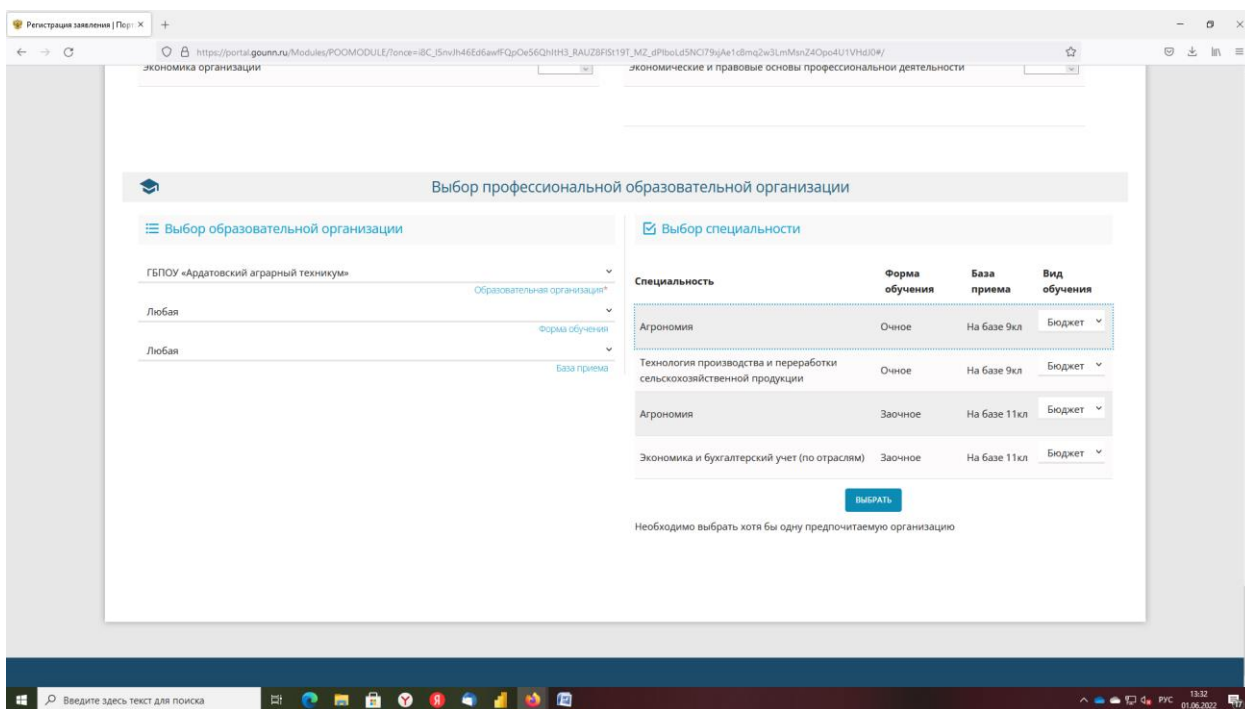 Регистрация заявления | Порт
https://portal.gounn.ru/Modules/POOMODULE/?once=
Экономика организации
Экономические и правовые основы профессиональной деятельности
Выбор профессиональной образовательной организации
Выбор образовательной организации
Выбор специальности
ГБПОУ «Ардатовский аграрный техникум»
Образовательная организация*
Любая
Форма обучения
Любая
База приема
Специальность
Форма обучения
База приема
Вид обучения
Агрономия Очное На базе 9кл Бюджет
Технология производства и переработки
сельскохозяйственной продукции Очное На базе 9кл Бюджет
Агрономия Заочное На базе 11кл Бюджет
Экономика и бухгалтерский учет (по отраслям) Заочное На базе 11кл Бюджет
ВЫБРАТЬ
Необходимо выбрать хотя бы одну предпочитаемую организацию
Введите здесь текст для поиска
РУС
13:32
01.06.2022